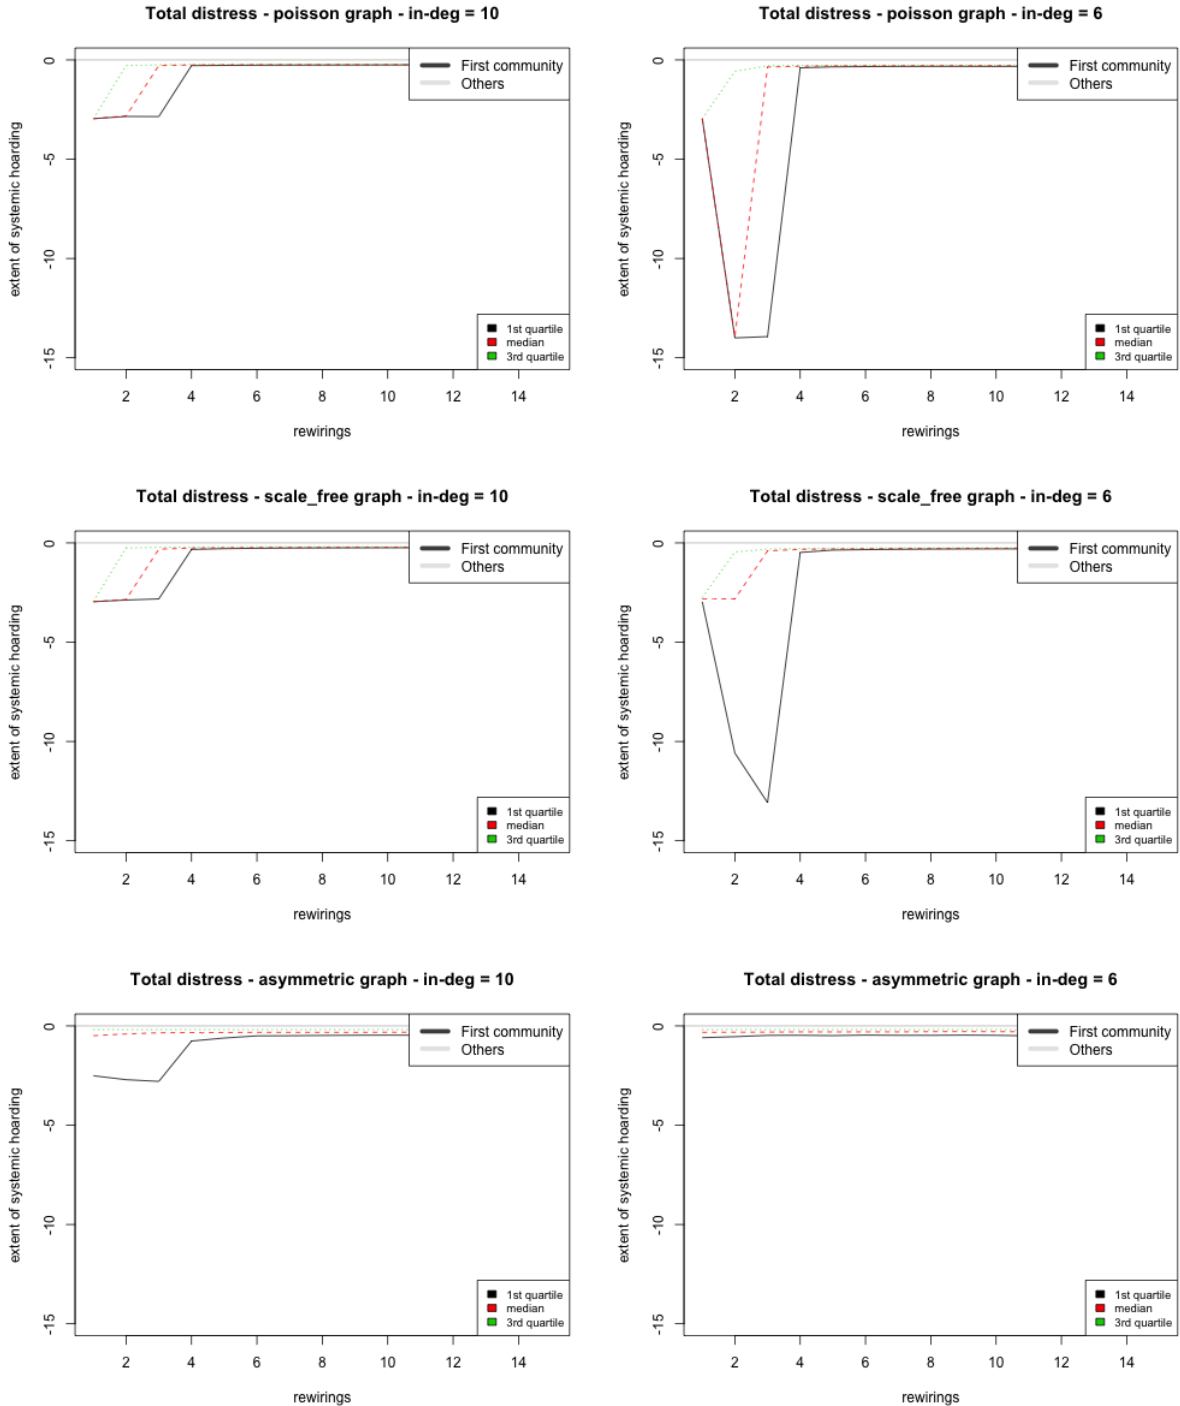 Total distress - poisson graph - in-deg = 10
extent of systemic hoarding
0
-5
-10
-15
First community
Others
1st quartile
median
3rd quartile
2 4 6 8 10 12 14
rewirings
Total distress - poisson graph - in-deg = 6
extent of systemic hoarding
0
-5
-10
-15
First community
Others
1st quartile
median
3rd quartile
2 4 6 8 10 12 14
rewirings
Total distress - scale_free graph - in-deg = 10
extent of systemic hoarding
0
-5
-10
-15
First community
Others
1st quartile
median
3rd quartile
2 4 6 8 10 12 14
rewirings
Total distress - scale_free graph - in-deg = 6
extent of systemic hoarding
0
-5
-10
-15
First community
Others
1st quartile
median
3rd quartile
2 4 6 8 10 12 14
rewirings
Total distress - asymmetric graph - in-deg = 10
extent of systemic hoarding
0
-5
-10
-15
First community
Others
1st quartile
median
3rd quartile
2 4 6 8 10 12 14
rewirings
Total distress - asymmetric graph - in-deg = 6
extent of systemic hoarding
0
-5
-10
-15
First community
Others
1st quartile
median
3rd quartile
2 4 6 8 10 12 14
rewirings